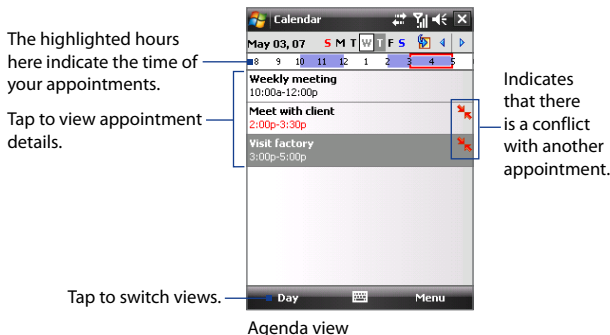 Calendar
May 03, 07 S M T W T F S
8 9 10 11 12 1 2 3 4 5
Weekly meeting
10:00a-12:00p
Meet with client
2:00p-3:30p
Visit factory
3:00p-5:00p
Day Menu
The highlighted hours
here indicate the time of
your appointments.
Tap to view appointment
details.
Tap to switch views.
Indicates
that there
is a conflict
with another
appointment.
Agenda view